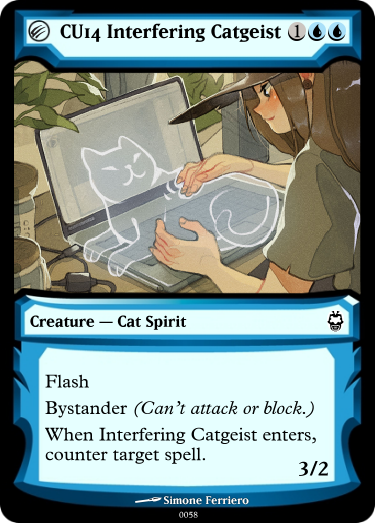 CU14 Interfering Catgeist 1
Creature — Cat Spirit
Flash
Bystander (Can't attack or block.)
When Interfering Catgeist enters,
counter target spell.
3/2
Simone Ferriero
0058